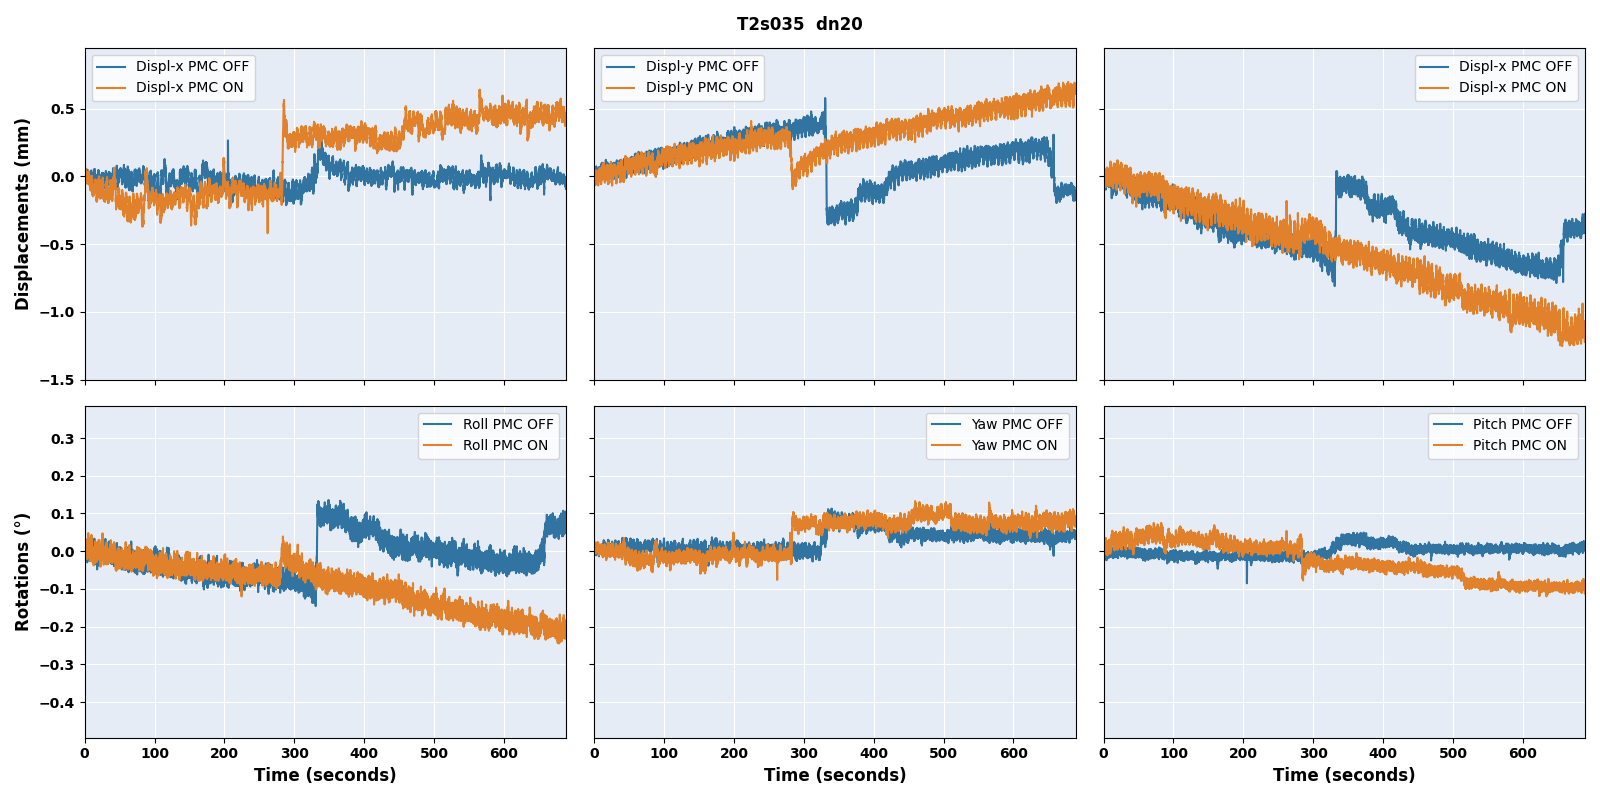 T2s035 dn20
Displ-x PMC OFF
Displ-x PMC ON
Displ-y PMC OFF
Displ-y PMC ON
Displ-x PMC OFF
Displ-x PMC ON
Displacements (mm)
0.5
0.0
−0.5
−1.0
−1.5
Roll PMC OFF
Roll PMC ON
Yaw PMC OFF
Yaw PMC ON
Pitch PMC OFF
Pitch PMC ON
Rotations (°)
0.3
0.2
0.1
0.0
−0.1
−0.2
−0.3
−0.4
0 100 200 300 400 500 600
0 100 200 300 400 500 600
0 100 200 300 400 500 600
Time (seconds)
Time (seconds)
Time (seconds)